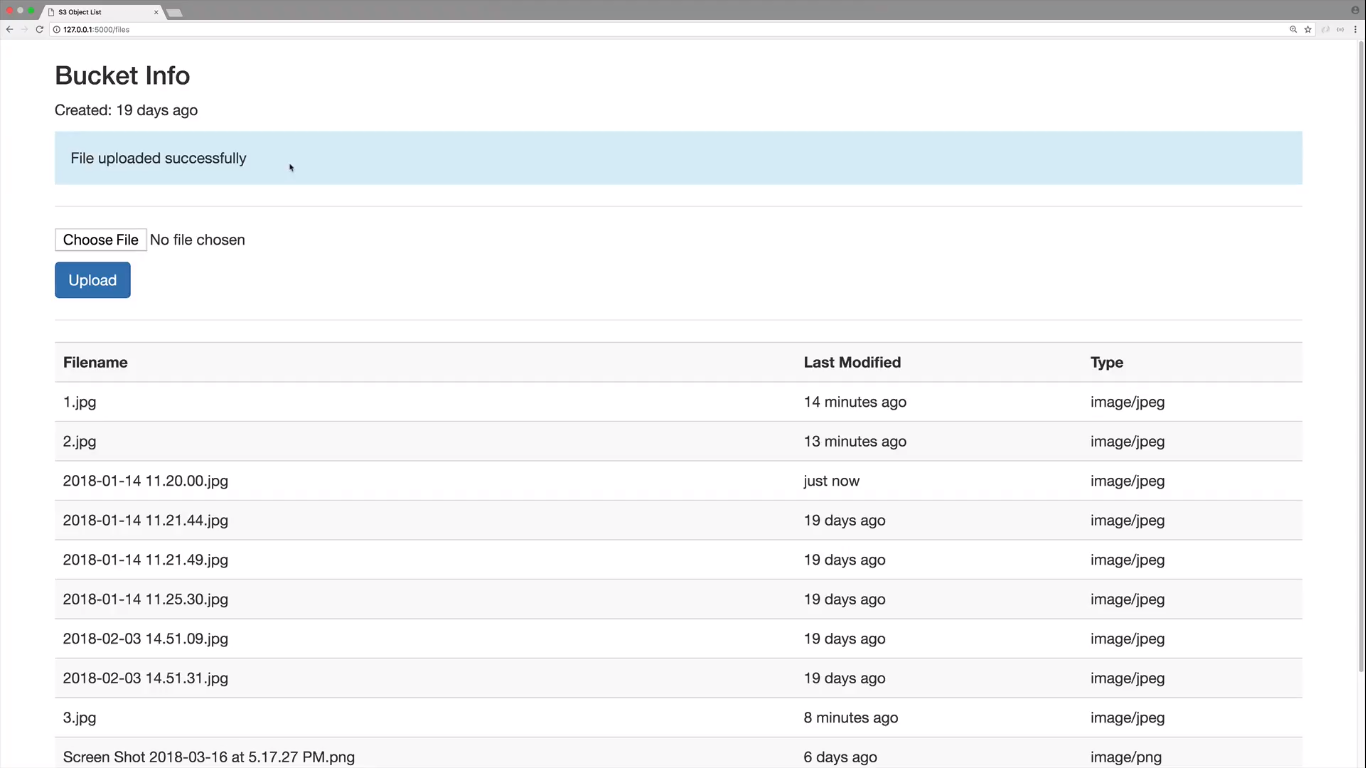 S3 Object List
127.0.0.1:5000/files
Bucket Info
Created: 19 days ago
File uploaded successfully
Choose File No file chosen
Upload
Filename Last Modified Type
1.jpg 14 minutes ago image/jpeg
2.jpg 13 minutes ago image/jpeg
2018-01-14 11.20.00.jpg just now image/jpeg
2018-01-14 11.21.44.jpg 19 days ago image/jpeg
2018-01-14 11.21.49.jpg 19 days ago image/jpeg
2018-01-14 11.25.30.jpg 19 days ago image/jpeg
2018-02-03 14.51.09.jpg 19 days ago image/jpeg
2018-02-03 14.51.31.jpg 19 days ago image/jpeg
3.jpg 8 minutes ago image/jpeg
Screen Shot 2018-03-16 at 5.17.27 PM.png 6 days ago image/png